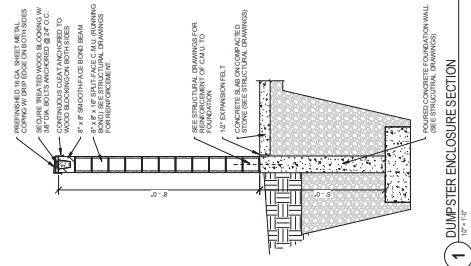 PREFINISHED 16 GA. SHEET METAL
COPING W/ DRIP EDGE ON BOTH SIDES
SECURE TREATED WOOD BLOCKING W/
3/8" DIA. BOLTS ANCHORED @ 24" O.C.
CONTINUOUS CLEAT ANCHORED TO
WOOD BLOCKING ON BOTH SIDES
8" x 8" SMOOTH-FACE BOND BEAM
8" x 8" x 16" SPLIT-FACE C.M.U. (RUNNING
BOND) SEE STRUCTURAL DRAWINGS
FOR REINFORCEMENT.
SEE STRUCTURAL DRAWINGS FOR
REINFORCEMENT OF C.M.U. TO
FOUNDATION
1/2" EXPANSION FELT
CONCRETE SLAB ON COMPACTED
STONE (SEE STRUCTURAL
DRAWINGS)
8'-0"
5'-0"
POURED CONCRETE FOUNDATION WALL
(SEE STRUCTURAL DRAWINGS)
1
DUMPSTER ENCLOSURE SECTION
1/2" = 1'-0"